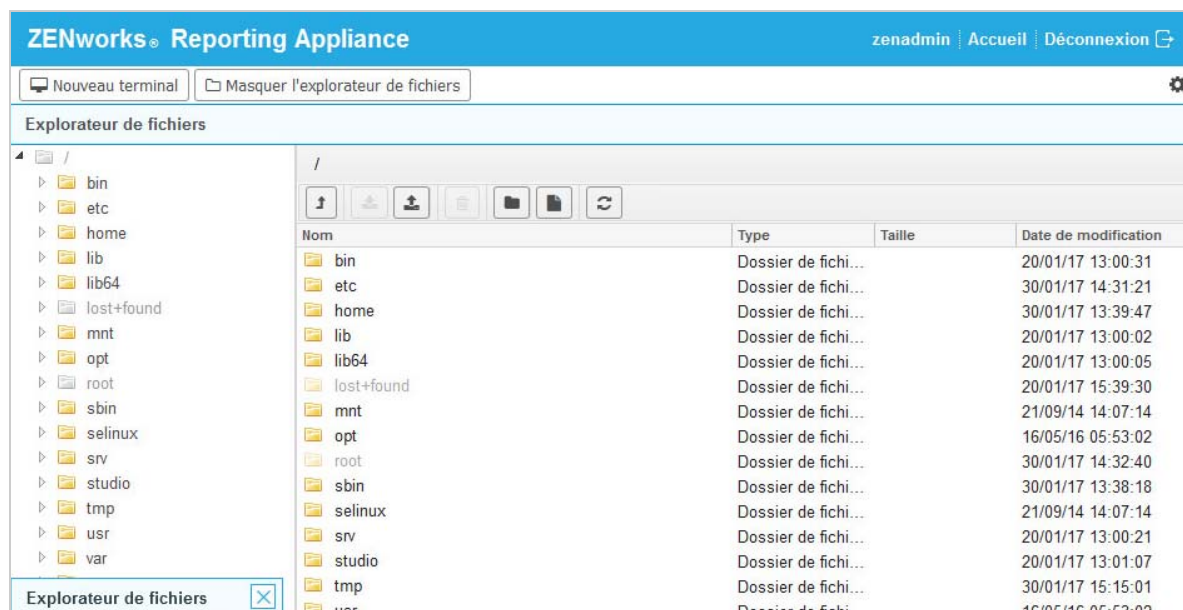 ZENworks® Reporting Appliance
zenadmin Accueil Déconnexion
Nouveau terminal Masquer l'explorateur de fichiers
Explorateur de fichiers
/
bin
etc
home
lib
lib64
lost+found
mnt
opt
root
sbin
selinux
srv
studio
tmp
usr
var
Explorateur de fichiers
/
Nom Type Taille Date de modification
bin Dossier de fichi... 20/01/17 13:00:31
etc Dossier de fichi... 30/01/17 14:31:21
home Dossier de fichi... 30/01/17 13:39:47
lib Dossier de fichi... 20/01/17 13:00:02
lib64 Dossier de fichi... 20/01/17 13:00:05
lost+found Dossier de fichi... 20/01/17 15:39:30
mnt Dossier de fichi... 21/09/14 14:07:14
opt Dossier de fichi... 16/05/16 05:53:02
root Dossier de fichi... 30/01/17 14:32:40
sbin Dossier de fichi... 30/01/17 13:38:18
selinux Dossier de fichi... 21/09/14 14:07:14
srv Dossier de fichi... 20/01/17 13:00:21
studio Dossier de fichi... 20/01/17 13:01:07
tmp Dossier de fichi... 30/01/17 15:15:01